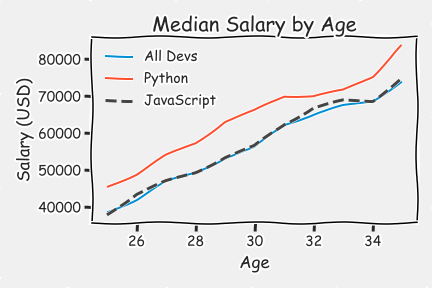 Median Salary by Age
All Devs
Python
JavaScript
Salary (USD)
80000
70000
60000
50000
40000
26 28 30 32 34
Age